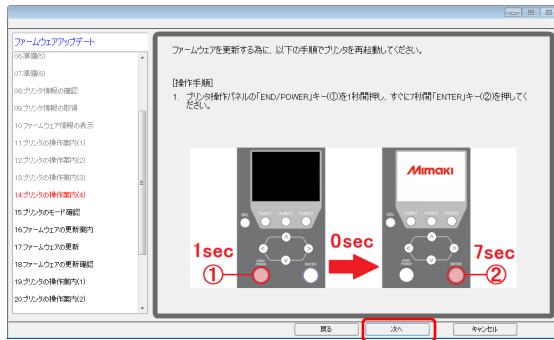 ファームウェアアップデート
06.準備(5)
07.準備(6)
08.プリンタ情報の確認
09.プリンタ情報の取得
10.ファームウェア情報の表示
11.プリンタの操作案内(1)
12.プリンタの操作案内(2)
13.プリンタの操作案内(3)
14.プリンタの操作案内(4)
15.プリンタのモード確認
16.ファームウェアの更新案内
17.ファームウェアの更新
18.ファームウェアの更新確認
19.プリンタの操作案内(1)
20.プリンタの操作案内(2)
ファームウェアを更新する為に、以下の手順でプリンタを再起動してください。
[操作手順]
1. プリンタ操作パネルの「END/POWER」キー(①)を1秒間押し、すぐに7秒間「ENTER」キー(②)を押してく
ださい。
Mimaki
SEL FUNC1 FUNC2 FUNC3
SEL FUNC1 FUNC2 FUNC3
1sec
0sec
7sec
END/POWER
ENTER
END/POWER
ENTER
①
②
戻る
次へ
キャンセル